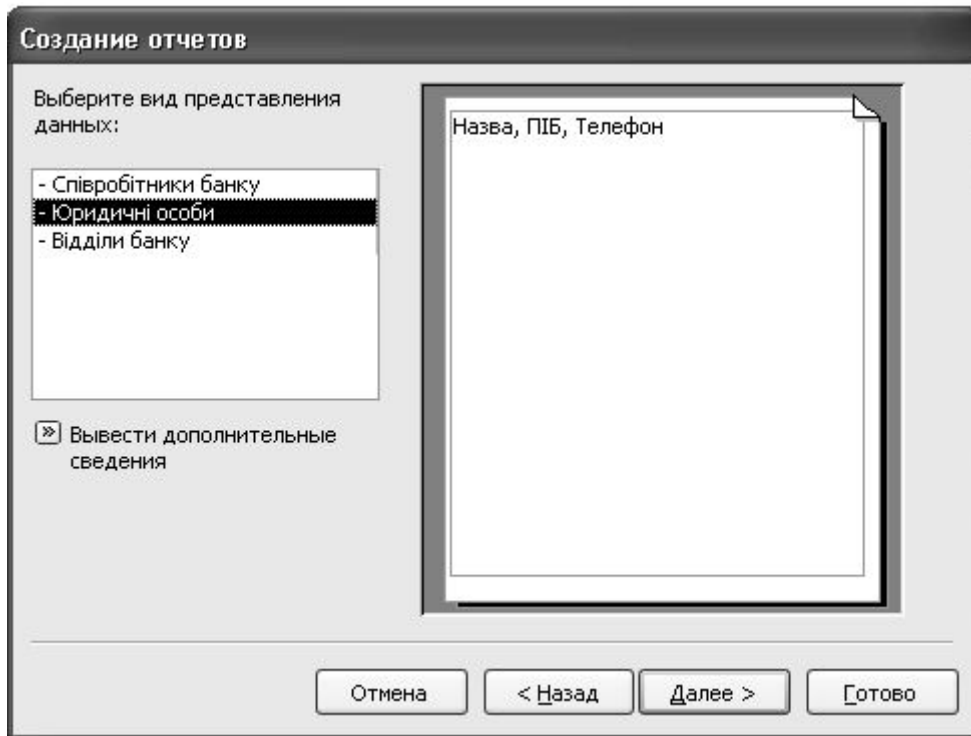 Создание отчетов
Выберите вид представления
данных:
- Співробітники банку
- Юридичні особи
- Відділи банку
Вывести дополнительные
сведения
Назва, ПІБ, Телефон
Отмена
< Назад
Далее >
Готово